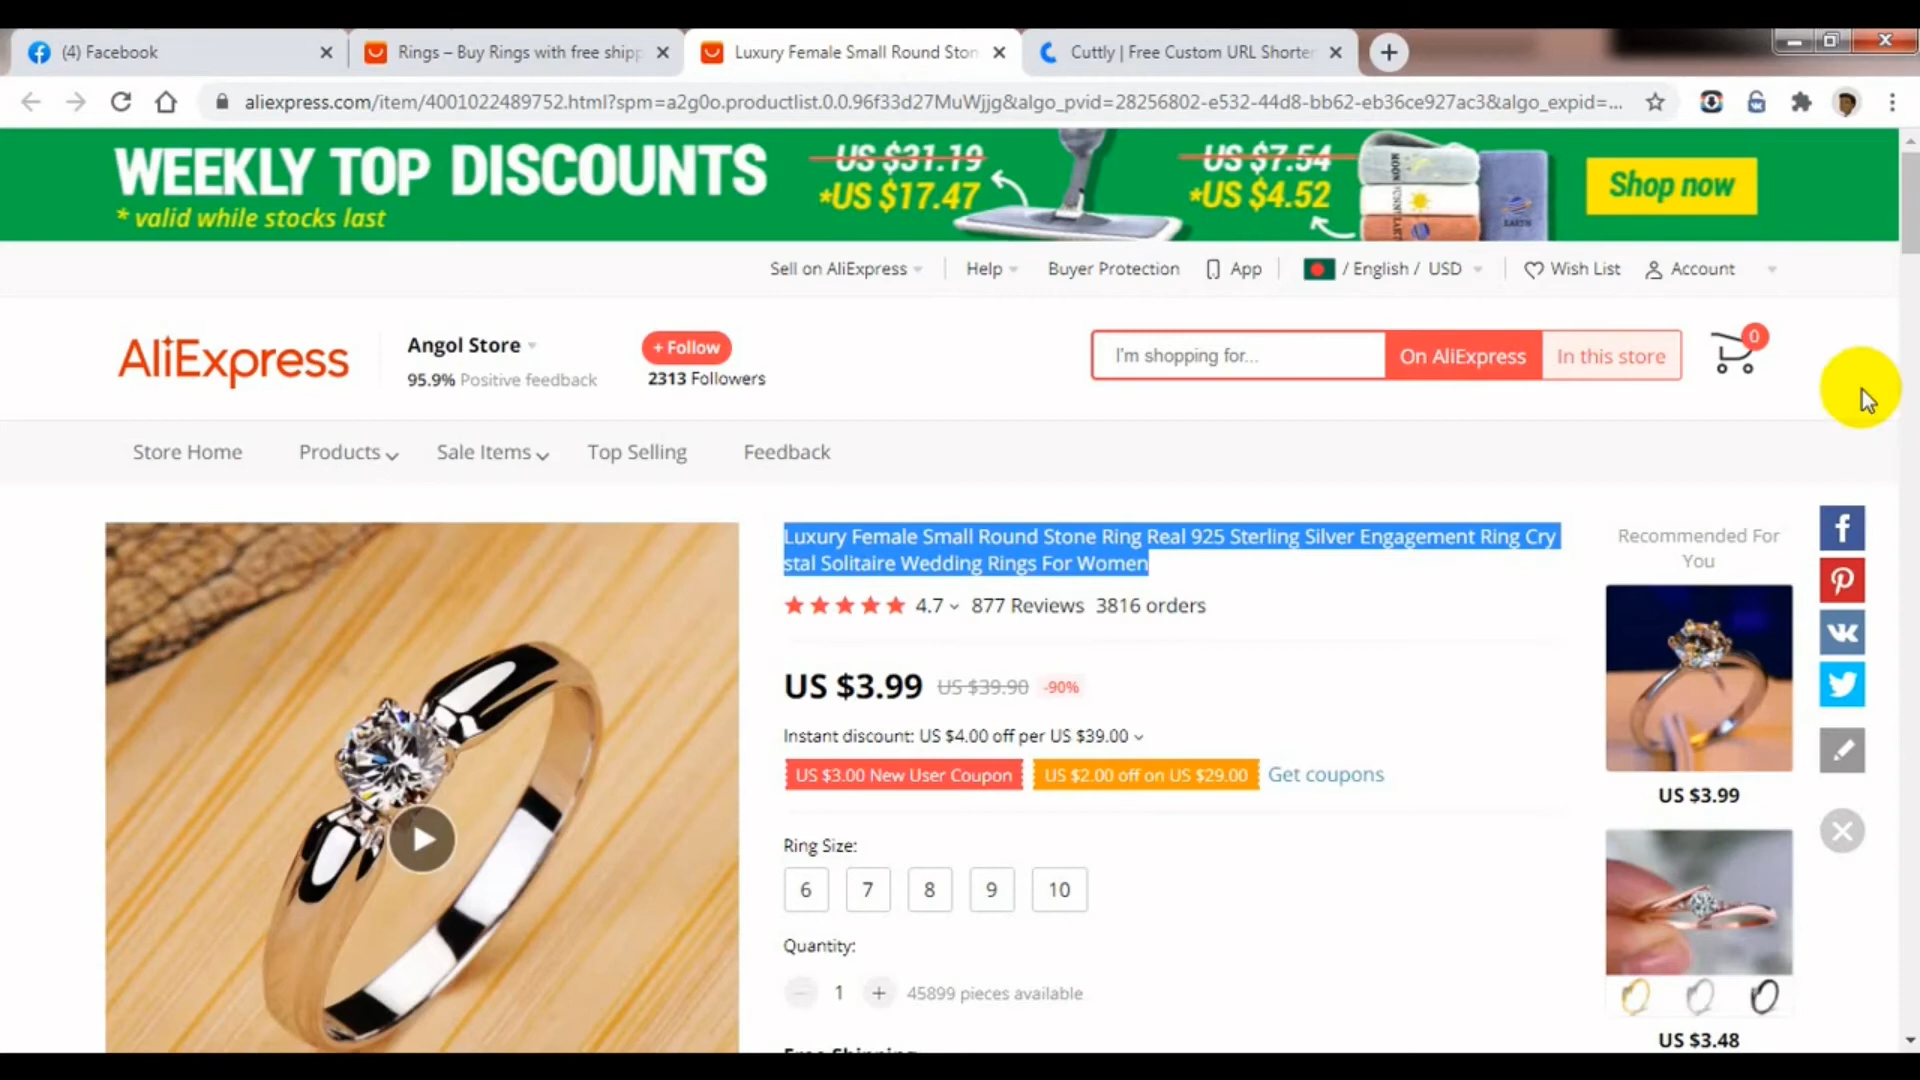 (4) Facebook
Rings – Buy Rings with free shipp
Luxury Female Small Round Ston
Cuttly | Free Custom URL Shorter
aliexpress.com/item/4001022489752.html?spm=a2g0o.productlist.0.0.96f33d27MuWjjg&algo_pvid=28256802-e532-44d8-bb62-eb36ce927ac3&algo_expid=...
WEEKLY TOP DISCOUNTS
* valid while stocks last
US $31.19
*US $17.47
US $7.54
*US $4.52
MOON
EARTH
Shop now
Sell on AliExpress
Help
Buyer Protection
App
/ English / USD
Wish List
Account
AliExpress
Angol Store
95.9% Positive feedback
+ Follow
2313 Followers
I'm shopping for...
On AliExpress
In this store
0
Store Home
Products
Sale Items
Top Selling
Feedback
Luxury Female Small Round Stone Ring Real 925 Sterling Silver Engagement Ring Cry
stal Solitaire Wedding Rings For Women
4.7 877 Reviews 3816 orders
US $3.99 US $39.90 -90%
Instant discount: US $4.00 off per US $39.00
US $3.00 New User Coupon
US $2.00 off on US $29.00
Get coupons
Ring Size:
6 7 8 9 10
Quantity:
1
45899 pieces available
Free Shipping
Recommended For
You
US $3.99
US $3.48